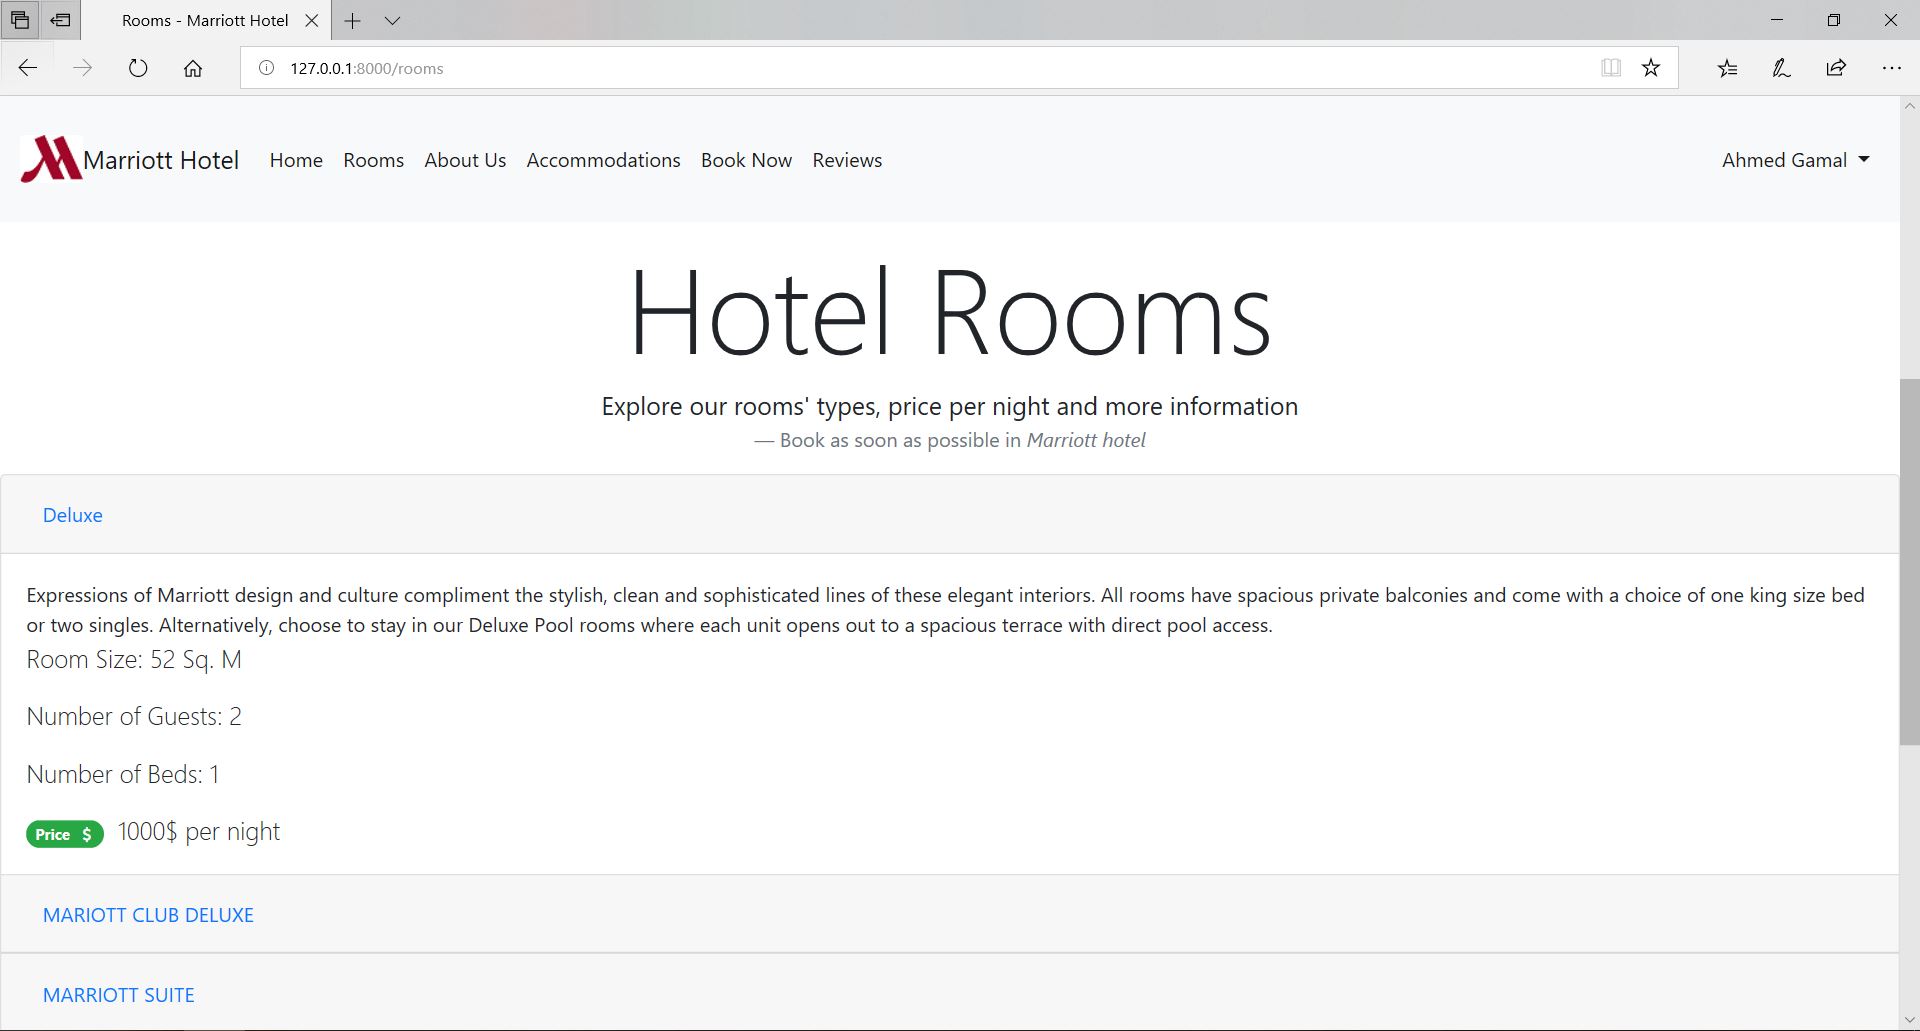 Rooms - Marriott Hotel
127.0.0.1:8000/rooms
Marriott Hotel Home Rooms About Us Accommodations Book Now Reviews Ahmed Gamal
Hotel Rooms
Explore our rooms' types, price per night and more information
— Book as soon as possible in Marriott hotel
Deluxe
Expressions of Marriott design and culture compliment the stylish, clean and sophisticated lines of these elegant interiors. All rooms have spacious private balconies and come with a choice of one king size bed
or two singles. Alternatively, choose to stay in our Deluxe Pool rooms where each unit opens out to a spacious terrace with direct pool access.
Room Size: 52 Sq. M
Number of Guests: 2
Number of Beds: 1
Price $ 1000$ per night
MARIOTT CLUB DELUXE
MARRIOTT SUITE